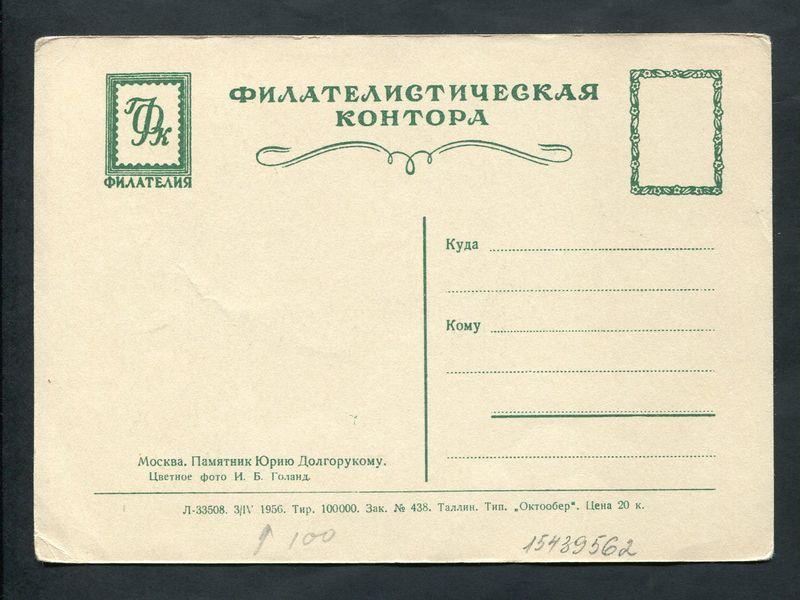 ГФК
ФИЛАТЕЛИЯ
ФИЛАТЕЛИСТИЧЕСКАЯ
КОНТОРА
Куда
Кому
Москва. Памятник Юрию Долгорукому.
Цветное фото И. Б. Голанд.
Л-33508. 3/IV 1956. Тир. 100000. Зак. № 438. Таллин. Тип. „Октообер“. Цена 20 к.
100
15439562